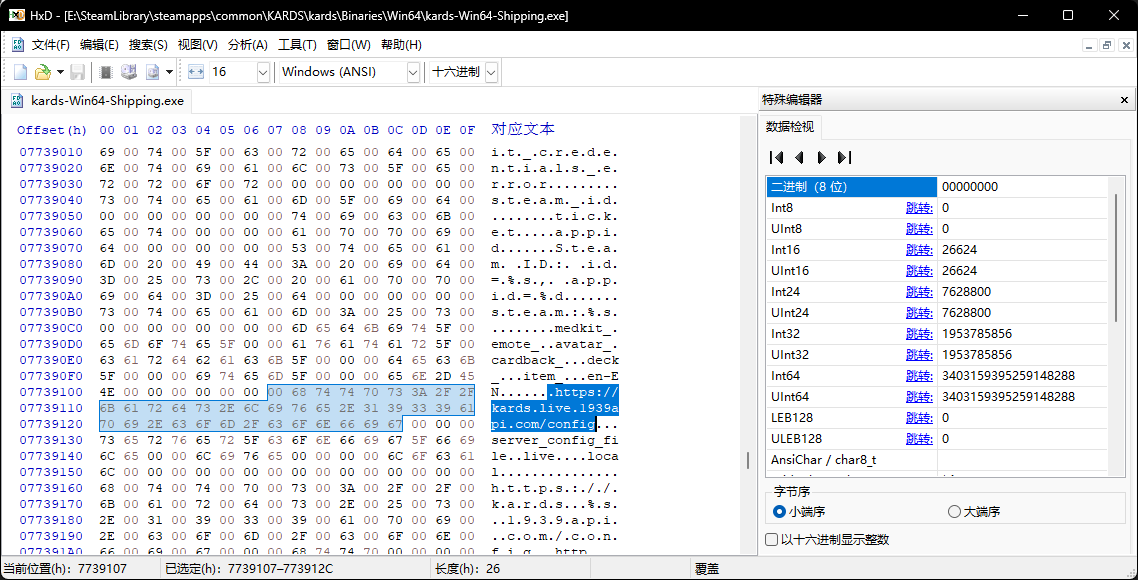 HxD - [E:\SteamLibrary\steamapps\common\KARDS\kards\Binaries\Win64\kards-Win64-Shipping.exe]
文件(F) 编辑(E) 搜索(S) 视图(V) 分析(A) 工具(T) 窗口(W) 帮助(H)
16 Windows (ANSI) 十六进制
kards-Win64-Shipping.exe
Offset(h) 00 01 02 03 04 05 06 07 08 09 0A 0B 0C 0D 0E 0F 对应文本
07739010 69 00 74 00 5F 00 63 00 72 00 65 00 64 00 65 00 i.t._.c.r.e.d.e.
07739020 6E 00 74 00 69 00 61 00 6C 00 73 00 5F 00 65 00 n.t.i.a.l.s._.e.
07739030 72 00 72 00 6F 00 72 00 00 00 00 00 00 00 00 00 r.r.o.r.........
07739040 73 00 74 00 65 00 61 00 6D 00 5F 00 69 00 64 00 s.t.e.a.m._.i.d.
07739050 00 00 00 00 00 00 00 00 74 00 69 00 63 00 6B 00 ........t.i.c.k.
07739060 65 00 74 00 00 00 00 00 61 00 70 00 70 00 69 00 e.t.....a.p.p.i.
07739070 64 00 00 00 00 00 00 00 53 00 74 00 65 00 61 00 d.......S.t.e.a.
07739080 6D 00 20 00 49 00 44 00 3A 00 20 00 69 00 64 00 m. .I.D.:. .i.d.
07739090 3D 00 25 00 73 00 2C 00 20 00 61 00 70 00 70 00 =.%.s.,. .a.p.p.
077390A0 69 00 64 00 3D 00 25 00 64 00 00 00 00 00 00 00 i.d.=.%.d.......
077390B0 73 00 74 00 65 00 61 00 6D 00 3A 00 25 00 73 00 s.t.e.a.m.:.%.s.
077390C0 00 00 00 00 00 00 00 00 6D 65 64 6B 69 74 5F 00 ........medkit_.
077390D0 65 6D 6F 74 65 5F 00 00 61 76 61 74 61 72 5F 00 emote_..avatar_.
077390E0 63 61 72 64 62 61 63 6B 5F 00 00 00 64 65 63 6B cardback_...deck
077390F0 5F 00 00 00 69 74 65 6D 5F 00 00 00 65 6E 2D 45 _...item_...en-E
07739100 4E 00 00 00 00 00 00 00 68 74 74 70 73 3A 2F 2F N.......https://
07739110 6B 61 72 64 73 2E 6C 69 76 65 2E 31 39 33 39 61 kards.live.1939a
07739120 70 69 2E 63 6F 6D 2F 63 6F 6E 66 69 67 00 00 00 pi.com/config...
07739130 73 65 72 76 65 72 5F 63 6F 6E 66 69 67 5F 66 69 server_config_fi
07739140 6C 65 00 00 6C 69 76 65 00 00 00 00 6C 6F 63 61 le..live....loca
07739150 6C 00 00 00 00 00 00 00 00 00 00 00 00 00 00 00 l...............
07739160 68 00 74 00 74 00 70 00 73 00 3A 00 2F 00 2F 00 h.t.t.p.s.:././.
07739170 6B 00 61 00 72 00 64 00 73 00 2E 00 25 00 73 00 k.a.r.d.s...%.s.
07739180 2E 00 31 00 39 00 33 00 39 00 61 00 70 00 69 00 ..1.9.3.9.a.p.i.
07739190 2E 00 63 00 6F 00 6D 00 2F 00 63 00 6F 00 6E 00 ..c.o.m./.c.o.n.
077391A0 66 00 69 00 67 00 00 00 68 74 74 70 00 00 00 00 f.i.g...http....
特殊编辑器
数据检视
二进制（8 位） 00000000
Int8 跳转: 0
UInt8 跳转: 0
Int16 跳转: 26624
UInt16 跳转: 26624
Int24 跳转: 7628800
UInt24 跳转: 7628800
Int32 跳转: 1953785856
UInt32 跳转: 1953785856
Int64 跳转: 3403159395259148288
UInt64 跳转: 3403159395259148288
LEB128 跳转: 0
ULEB128 跳转: 0
AnsiChar / char8_t
字节序
小端序 大端序
以十六进制显示整数
当前位置(h): 7739107 已选定(h): 7739107–773912C 长度(h): 26 覆盖